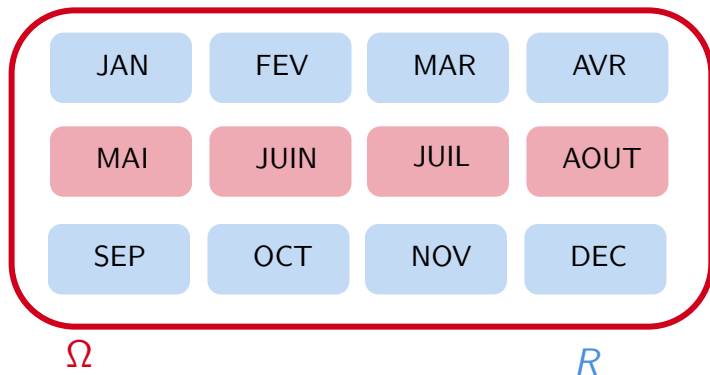 JAN FEV MAR AVR
MAI JUIN JUIL AOUT
SEP OCT NOV DEC
Ω R